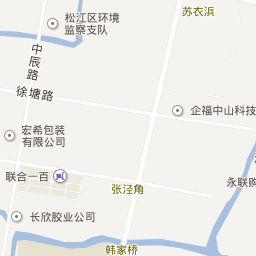 苏衣浜
松江区环境
监察支队
中辰路
徐塘路
企福中山科技
宏希包装
有限公司
联合一百
张泾角
永联购
长欣胶业公司
韩家桥